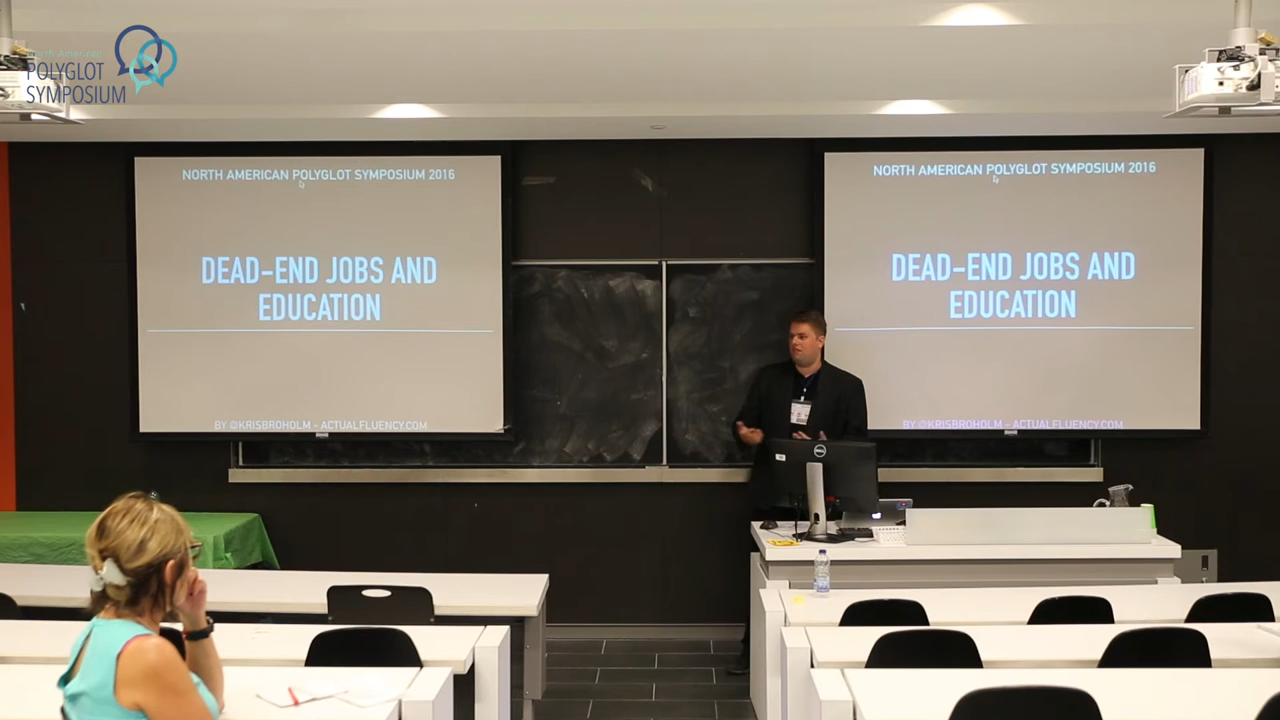 North American
POLYGLOT
SYMPOSIUM
NORTH AMERICAN POLYGLOT SYMPOSIUM 2016
DEAD-END JOBS AND
EDUCATION
BY @KRISBROHOLM - ACTUALFLUENCY.COM
NORTH AMERICAN POLYGLOT SYMPOSIUM 2016
DEAD-END JOBS AND
EDUCATION
BY @KRISBROHOLM - ACTUALFLUENCY.COM
DELL